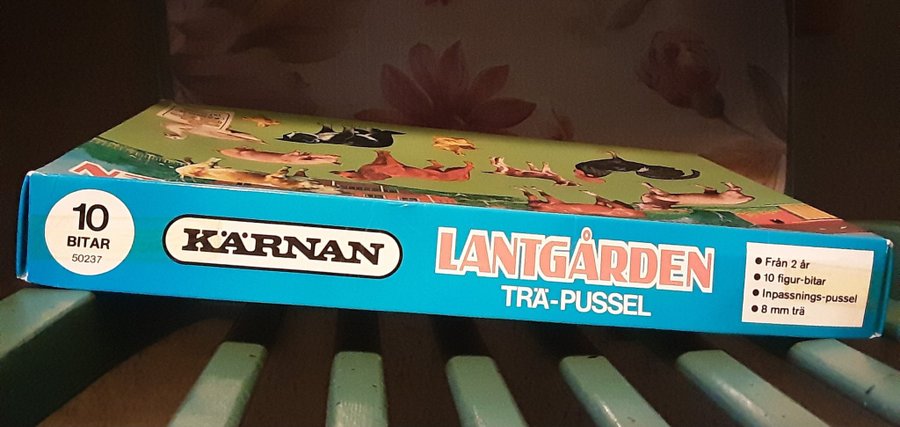 10
BITAR
50237
KÄRNAN
LANTGÅRDEN
TRÄ-PUSSEL
• Från 2 år
• 10 figur-bitar
• Inpassnings-pussel
• 8 mm trä